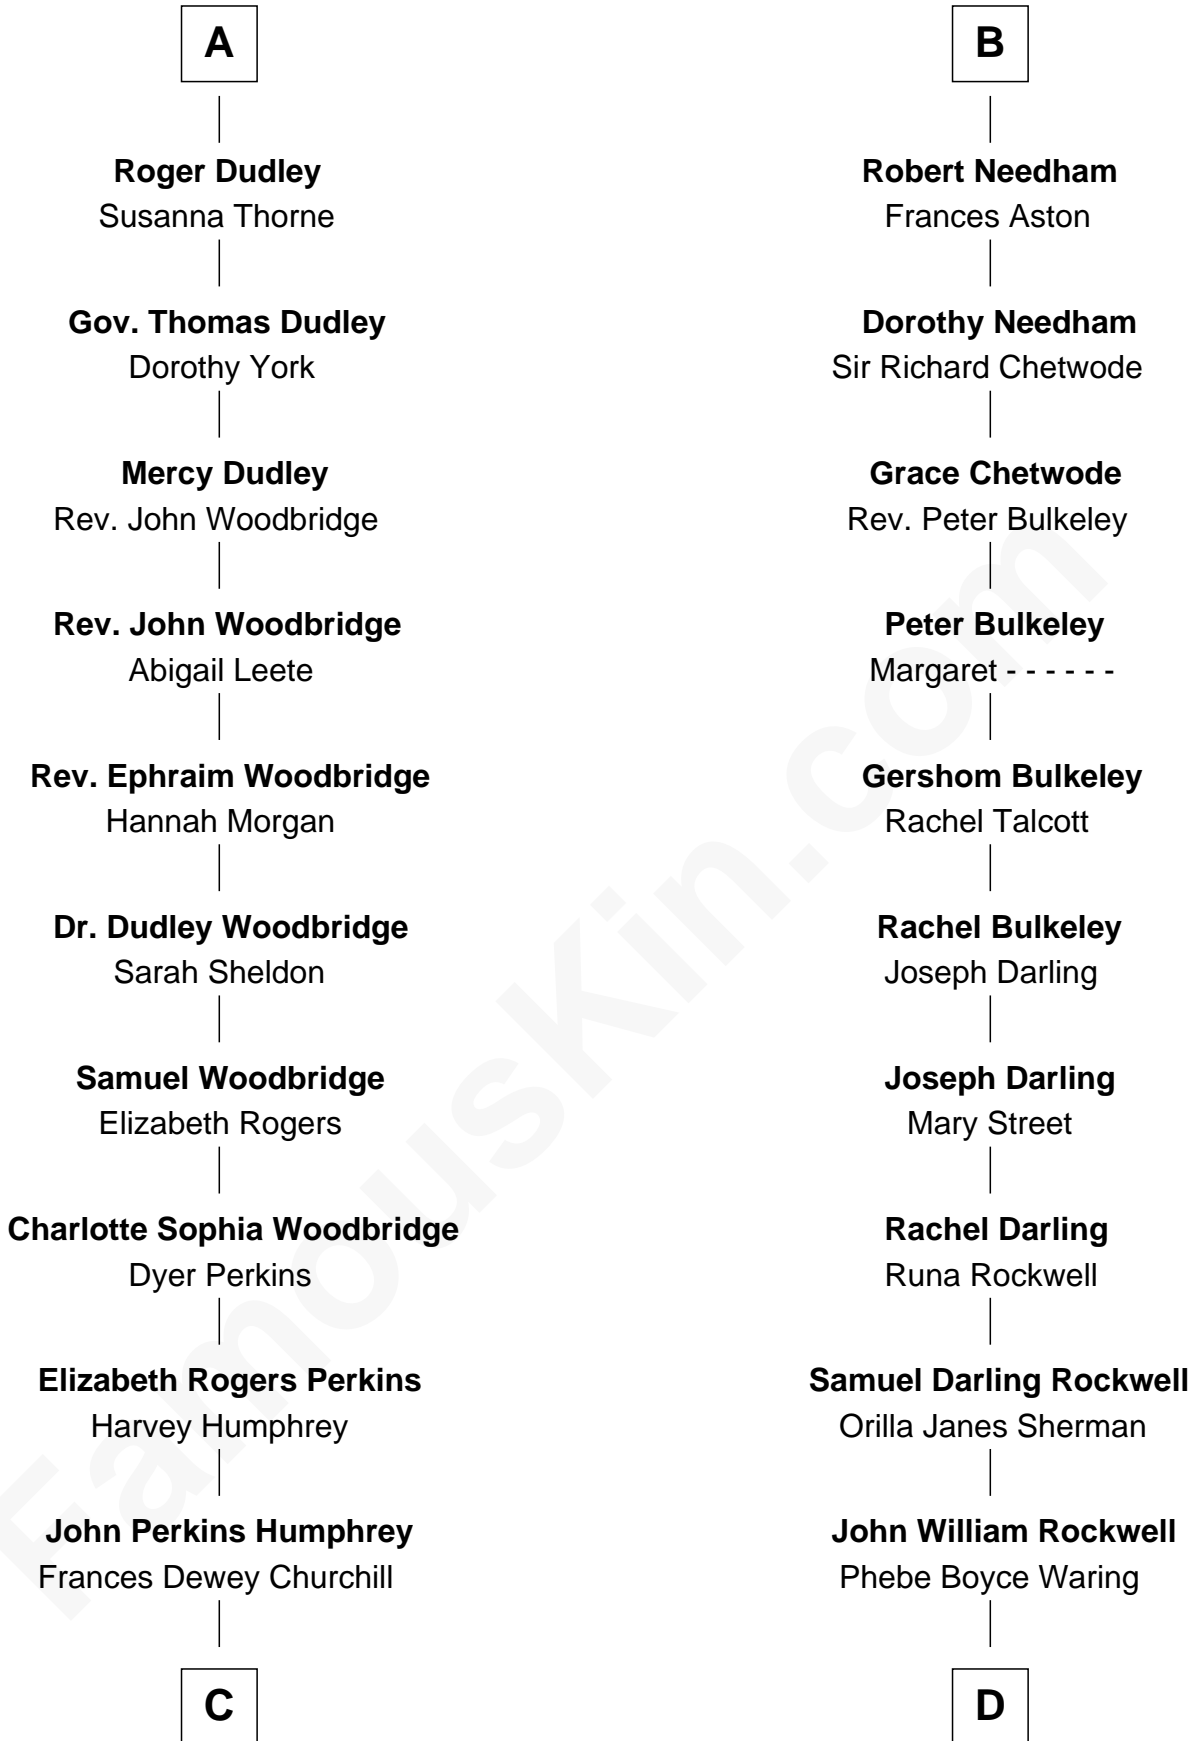 A
Roger Dudley
Susanna Thorne
Gov. Thomas Dudley
Dorothy York
Mercy Dudley
Rev. John Woodbridge
Rev. John Woodbridge
Abigail Leete
Rev. Ephraim Woodbridge
Hannah Morgan
Dr. Dudley Woodbridge
Sarah Sheldon
Samuel Woodbridge
Elizabeth Rogers
Charlotte Sophia Woodbridge
Dyer Perkins
Elizabeth Rogers Perkins
Harvey Humphrey
John Perkins Humphrey
Frances Dewey Churchill
C
B
Robert Needham
Frances Aston
Dorothy Needham
Sir Richard Chetwode
Grace Chetwode
Rev. Peter Bulkeley
Peter Bulkeley
Margaret - - - - - -
Gershom Bulkeley
Rachel Talcott
Rachel Bulkeley
Joseph Darling
Joseph Darling
Mary Street
Rachel Darling
Runa Rockwell
Samuel Darling Rockwell
Orilla Janes Sherman
John William Rockwell
Phebe Boyce Waring
D
FamousKin.com